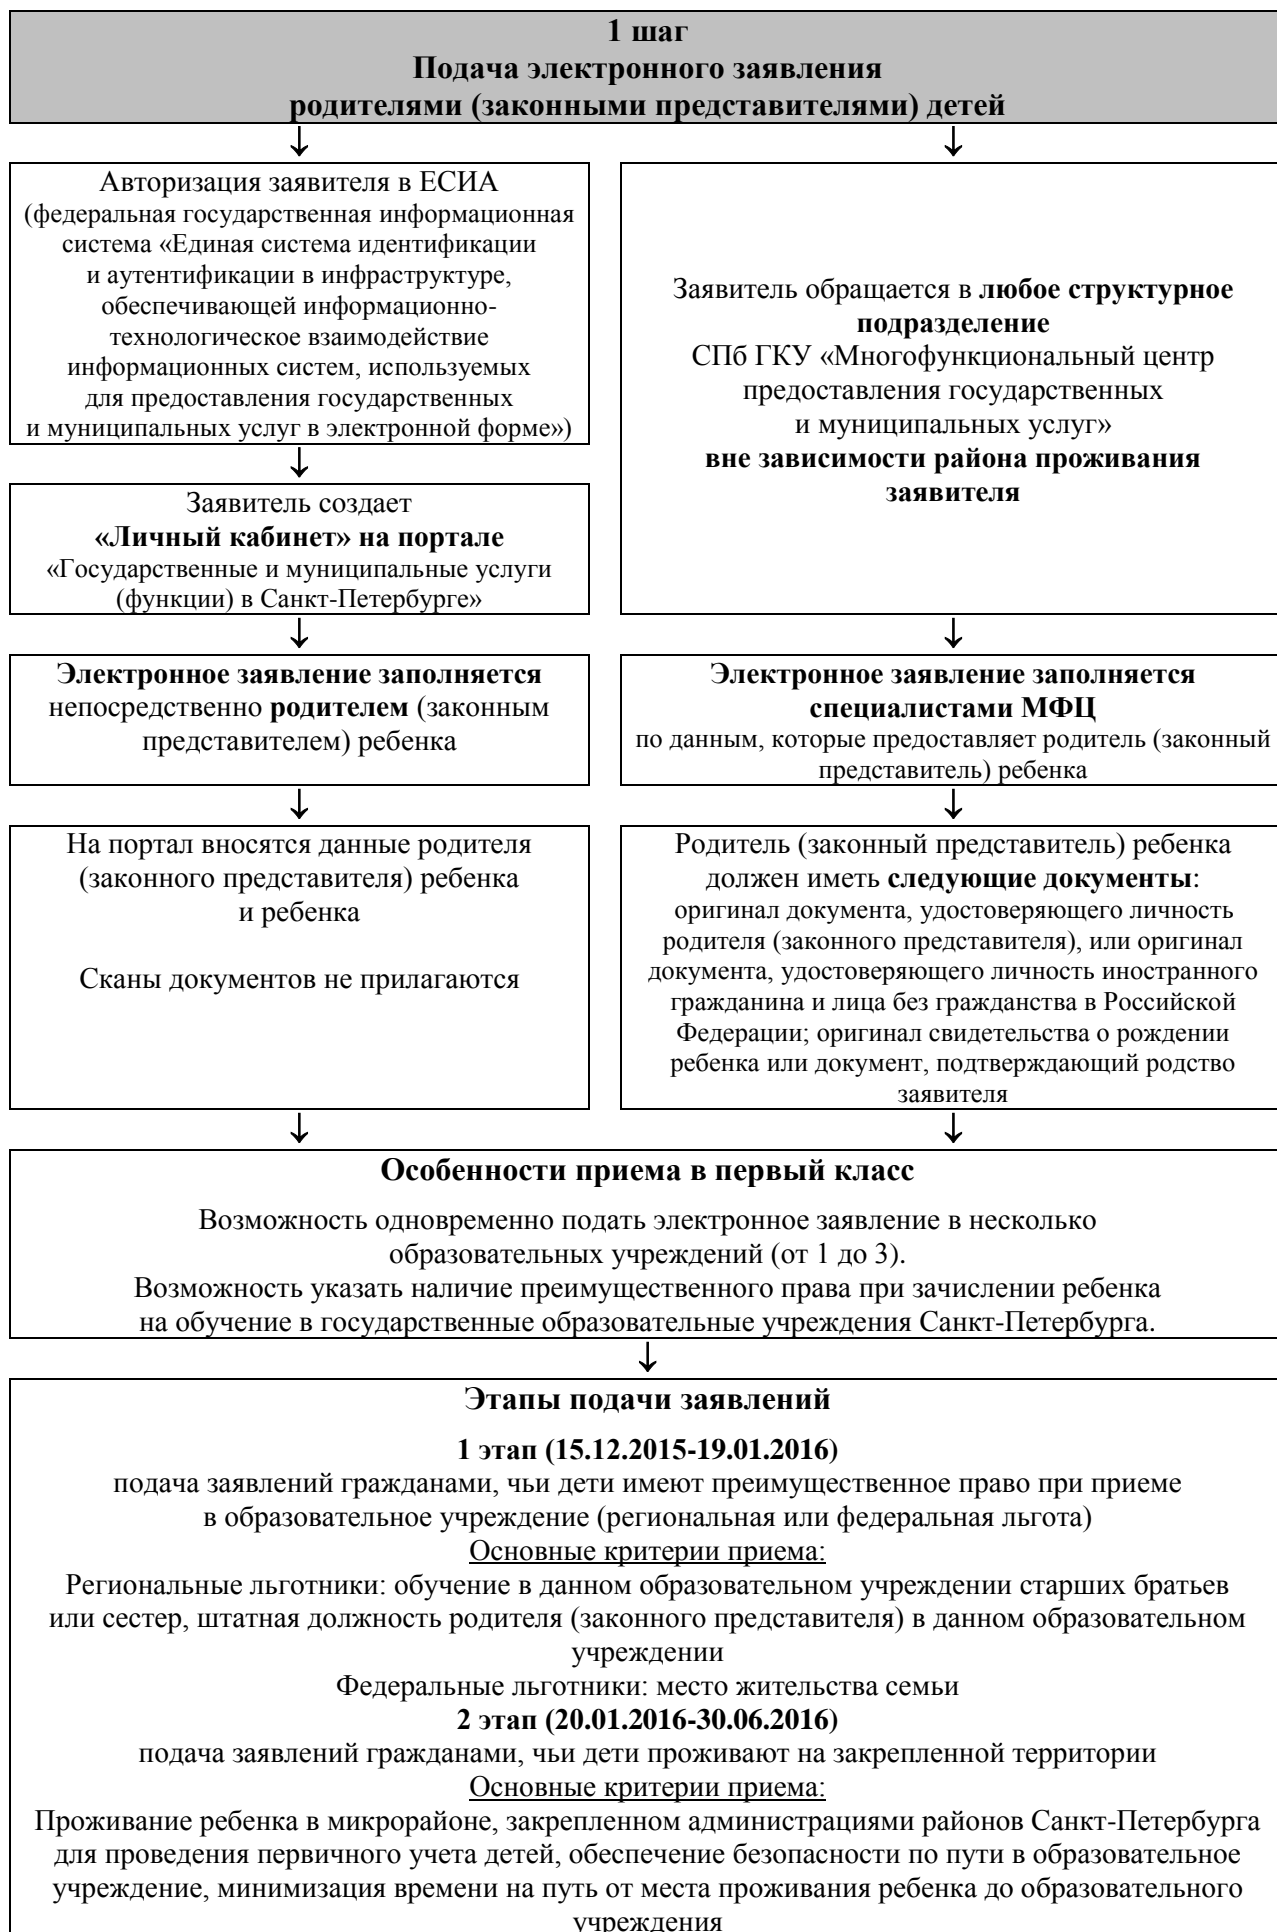 1 шаг
Подача электронного заявления
родителями (законными представителями) детей
↓
↓
Авторизация заявителя в ЕСИА
(федеральная государственная информационная
система «Единая система идентификации
и аутентификации в инфраструктуре,
обеспечивающей информационно-
технологическое взаимодействие
информационных систем, используемых
для предоставления государственных
и муниципальных услуг в электронной форме»)
↓
Заявитель создает
«Личный кабинет» на портале
«Государственные и муниципальные услуги
(функции) в Санкт-Петербурге»
↓
Электронное заявление заполняется
непосредственно родителем (законным
представителем) ребенка
↓
На портал вносятся данные родителя
(законного представителя) ребенка
и ребенка
Сканы документов не прилагаются
↓
Заявитель обращается в любое структурное
подразделение
СПб ГКУ «Многофункциональный центр
предоставления государственных
и муниципальных услуг»
вне зависимости района проживания
заявителя
↓
Электронное заявление заполняется
специалистами МФЦ
по данным, которые предоставляет родитель (законный
представитель) ребенка
↓
Родитель (законный представитель) ребенка
должен иметь следующие документы:
оригинал документа, удостоверяющего личность
родителя (законного представителя), или оригинал
документа, удостоверяющего личность иностранного
гражданина и лица без гражданства в Российской
Федерации; оригинал свидетельства о рождении
ребенка или документ, подтверждающий родство
заявителя
↓
Особенности приема в первый класс
Возможность одновременно подать электронное заявление в несколько
образовательных учреждений (от 1 до 3).
Возможность указать наличие преимущественного права при зачислении ребенка
на обучение в государственные образовательные учреждения Санкт-Петербурга.
↓
Этапы подачи заявлений
1 этап (15.12.2015-19.01.2016)
подача заявлений гражданами, чьи дети имеют преимущественное право при приеме
в образовательное учреждение (региональная или федеральная льгота)
Основные критерии приема:
Региональные льготники: обучение в данном образовательном учреждении старших братьев
или сестер, штатная должность родителя (законного представителя) в данном образовательном
учреждении
Федеральные льготники: место жительства семьи
2 этап (20.01.2016-30.06.2016)
подача заявлений гражданами, чьи дети проживают на закрепленной территории
Основные критерии приема:
Проживание ребенка в микрорайоне, закрепленном администрациями районов Санкт-Петербурга
для проведения первичного учета детей, обеспечение безопасности по пути в образовательное
учреждение, минимизация времени на путь от места проживания ребенка до образовательного
учреждения